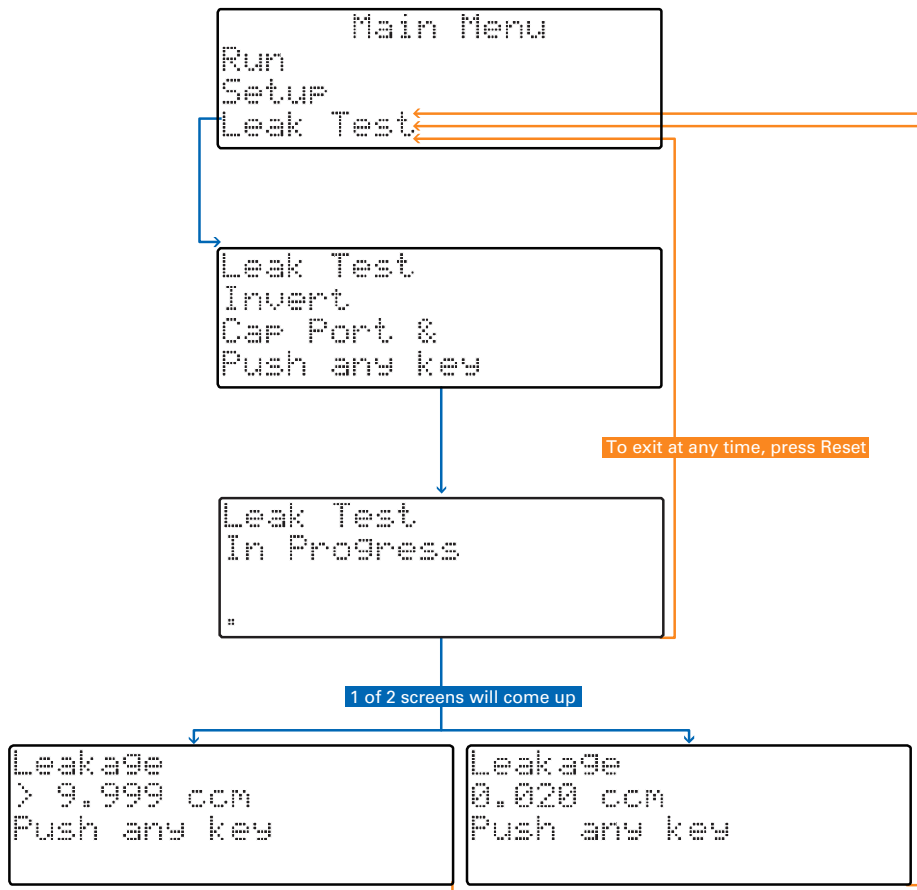 Main Menu
Run
Setup
Leak Test
Leak Test
Invert
Cap Port &
Push any key
To exit at any time, press Reset
Leak Test
In Progress
1 of 2 screens will come up
Leakage
> 9.999 ccm
Push any key
Leakage
0.020 ccm
Push any key